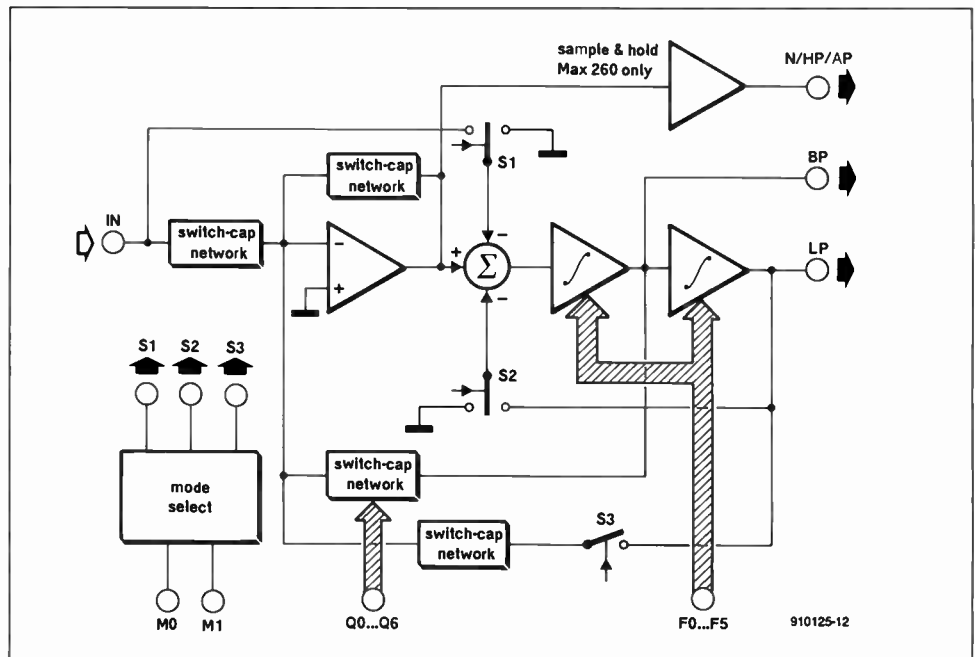 sample & hold
Max 260 only
N/HP/AP
S1
BP
switch-cap
network
IN
switch-cap
network
LP
−
+
+
−
Σ
−
∫
∫
S1 S2 S3
S2
mode
select
switch-cap
network
switch-cap
network
S3
M0 M1
Q0...Q6
F0...F5
910125-12